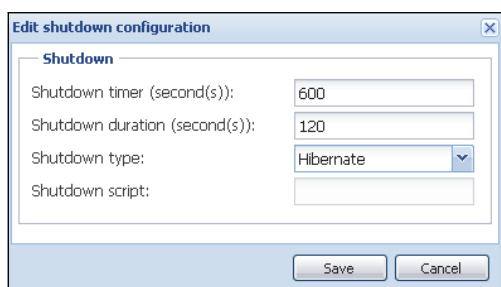 Edit shutdown configuration
Shutdown
Shutdown timer (second(s)): 600
Shutdown duration (second(s)): 120
Shutdown type: Hibernate
Shutdown script:
Save Cancel